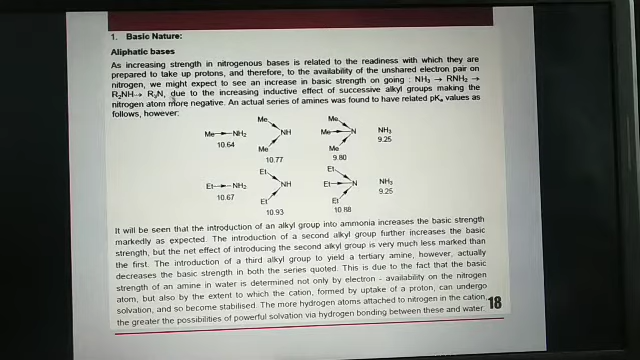 1. Basic Nature:
Aliphatic bases
As increasing strength in nitrogenous bases is related to the readiness with which they are
prepared to take up protons, and therefore, to the availability of the unshared electron pair on
nitrogen, we might expect to see an increase in basic strength on going : NH₃ → RNH₂ →
R₂NH→ R₃N, due to the increasing inductive effect of successive alkyl groups making the
nitrogen atom more negative. An actual series of amines was found to have related pKₐ values as
follows, however:
Me→NH₂ Me Me NH Me Me Me N NH₃
10.64 10.77 9.80 9.25
Et→NH₂ Et Et NH Et Et Et N NH₃
10.67 10.93 10.88 9.25
It will be seen that the introduction of an alkyl group into ammonia increases the basic strength
markedly as expected. The introduction of a second alkyl group further increases the basic
strength, but the net effect of introducing the second alkyl group is very much less marked than
the first. The introduction of a third alkyl group to yield a tertiary amine, however, actually
decreases the basic strength in both the series quoted. This is due to the fact that the basic
strength of an amine in water is determined not only by electron - availability on the nitrogen
atom, but also by the extent to which the cation, formed by uptake of a proton, can undergo
solvation, and so become stabilised. The more hydrogen atoms attached to nitrogen in the cation,
the greater the possibilities of powerful solvation via hydrogen bonding between these and water.
18